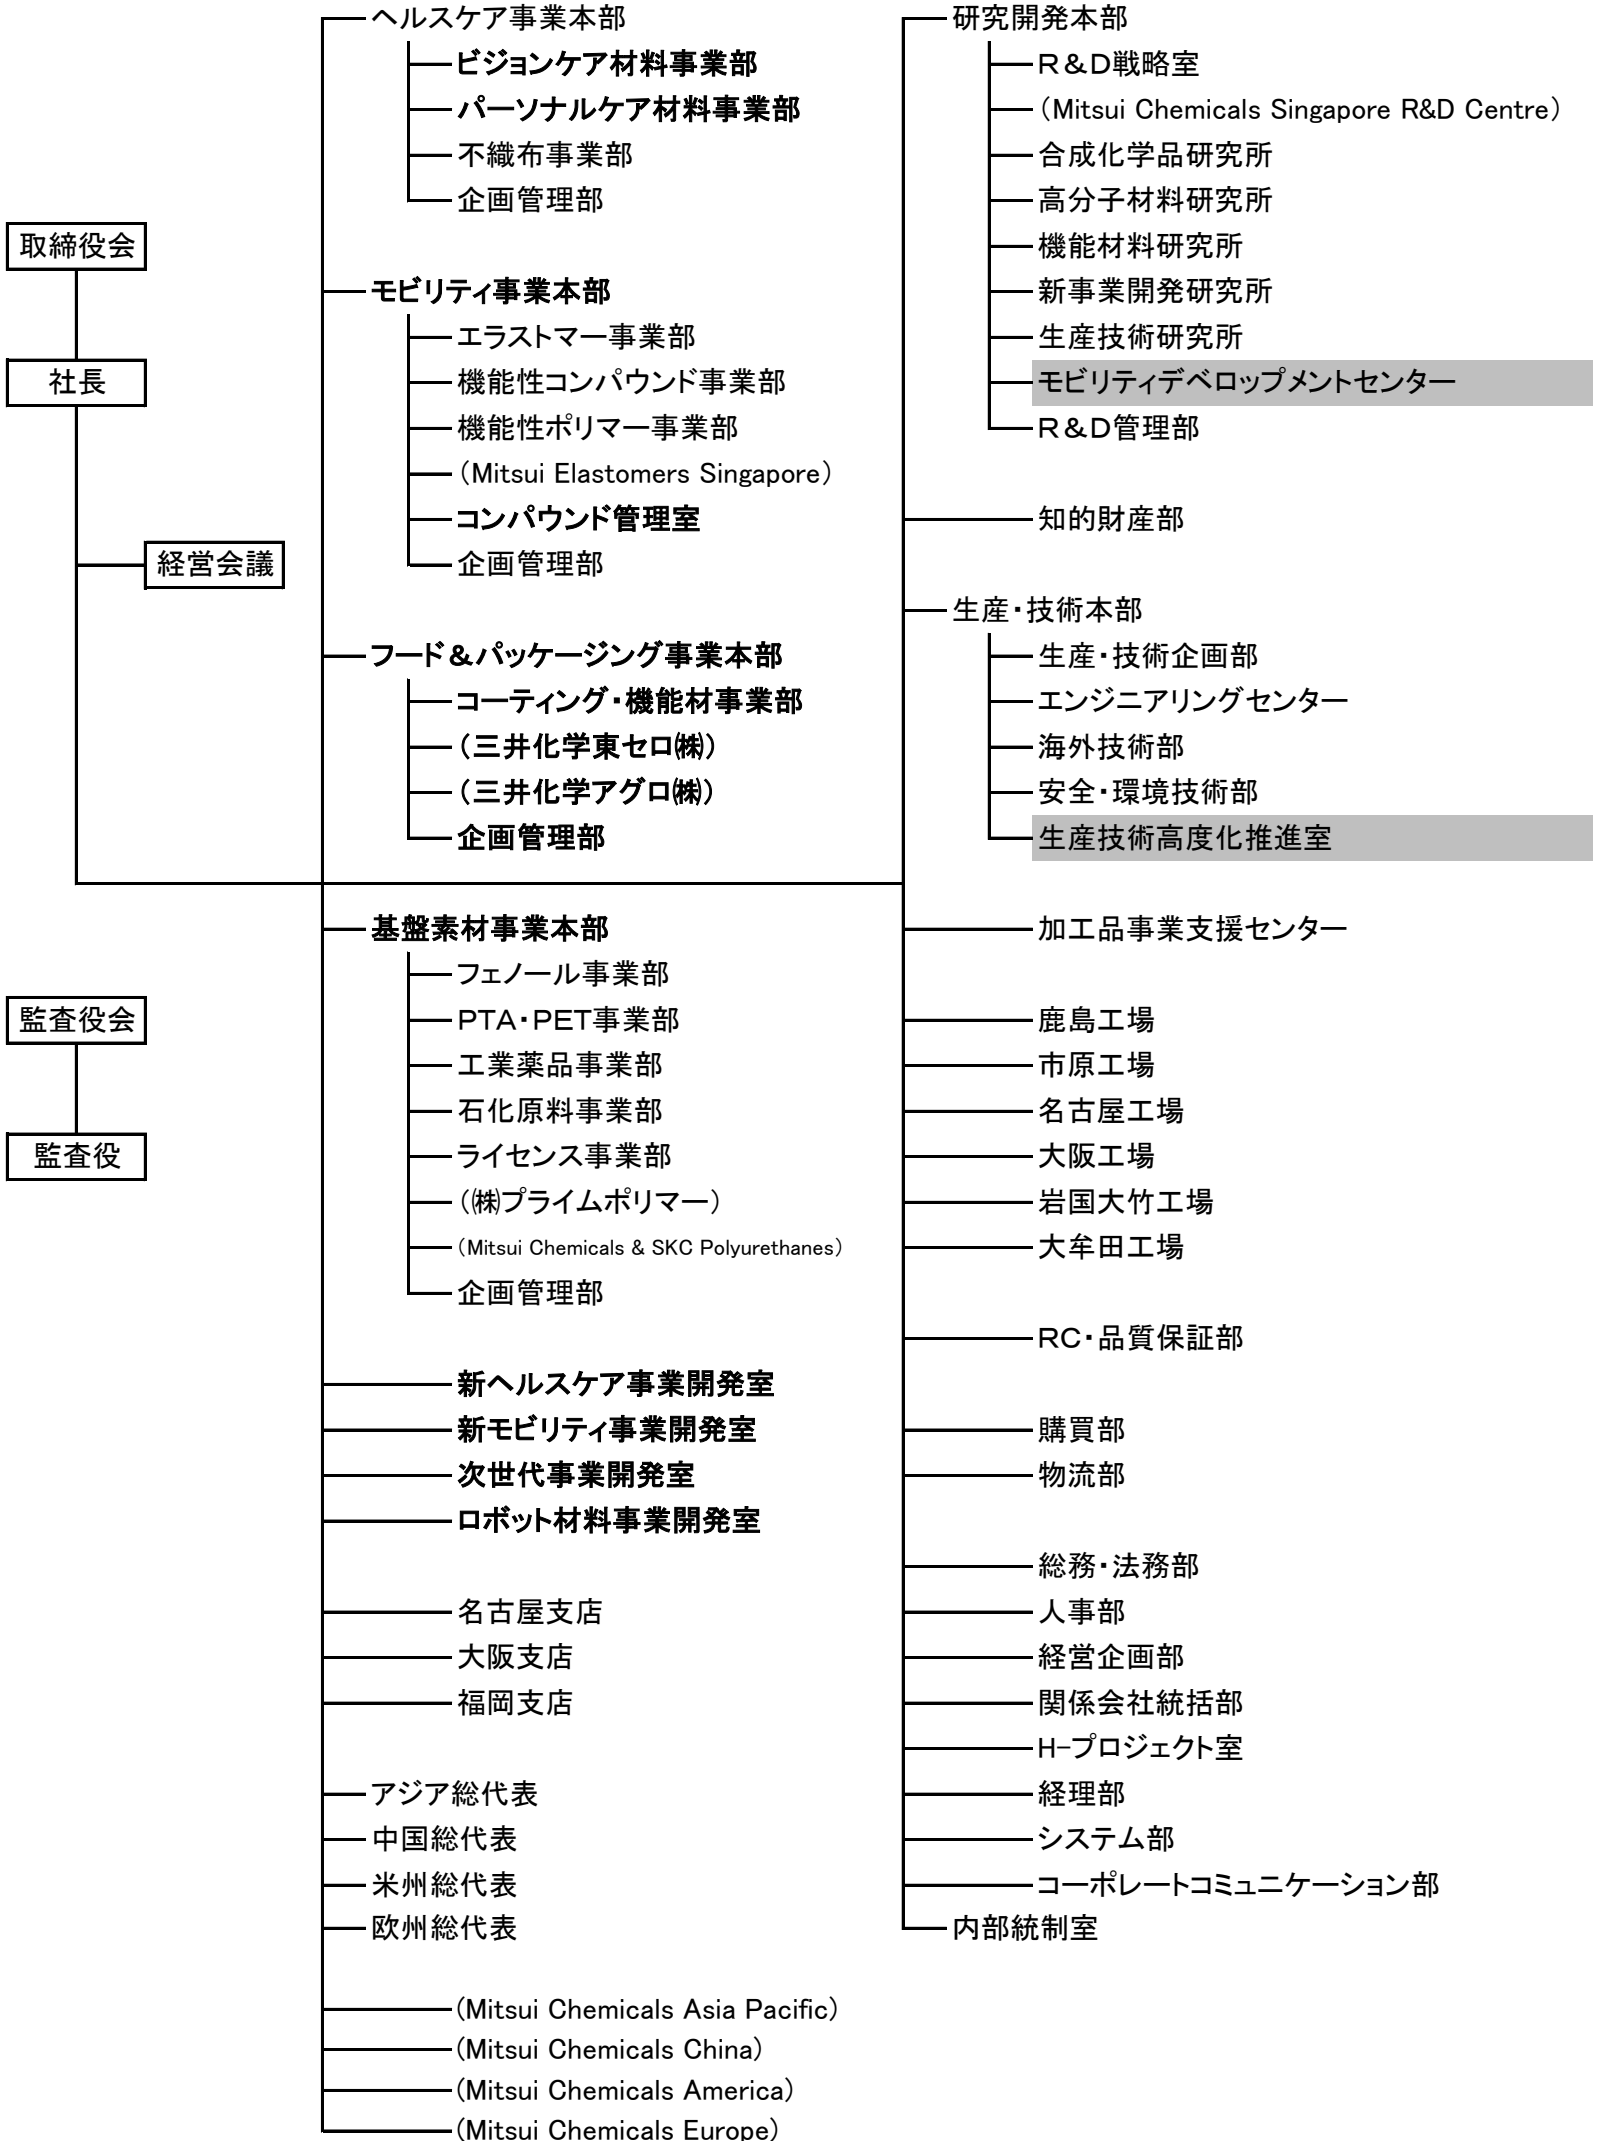 取締役会
社長
経営会議
監査役会
監査役
ヘルスケア事業本部
ビジョンケア材料事業部
パーソナルケア材料事業部
不織布事業部
企画管理部
モビリティ事業本部
エラストマー事業部
機能性コンパウンド事業部
機能性ポリマー事業部
（Mitsui Elastomers Singapore）
コンパウンド管理室
企画管理部
フード＆パッケージング事業本部
コーティング・機能材事業部
（三井化学東セロ㈱）
（三井化学アグロ㈱）
企画管理部
基盤素材事業本部
フェノール事業部
PTA・PET事業部
工業薬品事業部
石化原料事業部
ライセンス事業部
（㈱プライムポリマー）
（Mitsui Chemicals & SKC Polyurethanes）
企画管理部
新ヘルスケア事業開発室
新モビリティ事業開発室
次世代事業開発室
ロボット材料事業開発室
名古屋支店
大阪支店
福岡支店
アジア総代表
中国総代表
米州総代表
欧州総代表
（Mitsui Chemicals Asia Pacific）
（Mitsui Chemicals China）
（Mitsui Chemicals America）
（Mitsui Chemicals Europe）
研究開発本部
R＆D戦略室
（Mitsui Chemicals Singapore R&D Centre）
合成化学品研究所
高分子材料研究所
機能材料研究所
新事業開発研究所
生産技術研究所
モビリティデベロップメントセンター
R＆D管理部
知的財産部
生産・技術本部
生産・技術企画部
エンジニアリングセンター
海外技術部
安全・環境技術部
生産技術高度化推進室
加工品事業支援センター
鹿島工場
市原工場
名古屋工場
大阪工場
岩国大竹工場
大牟田工場
RC・品質保証部
購買部
物流部
総務・法務部
人事部
経営企画部
関係会社統括部
H-プロジェクト室
経理部
システム部
コーポレートコミュニケーション部
内部統制室